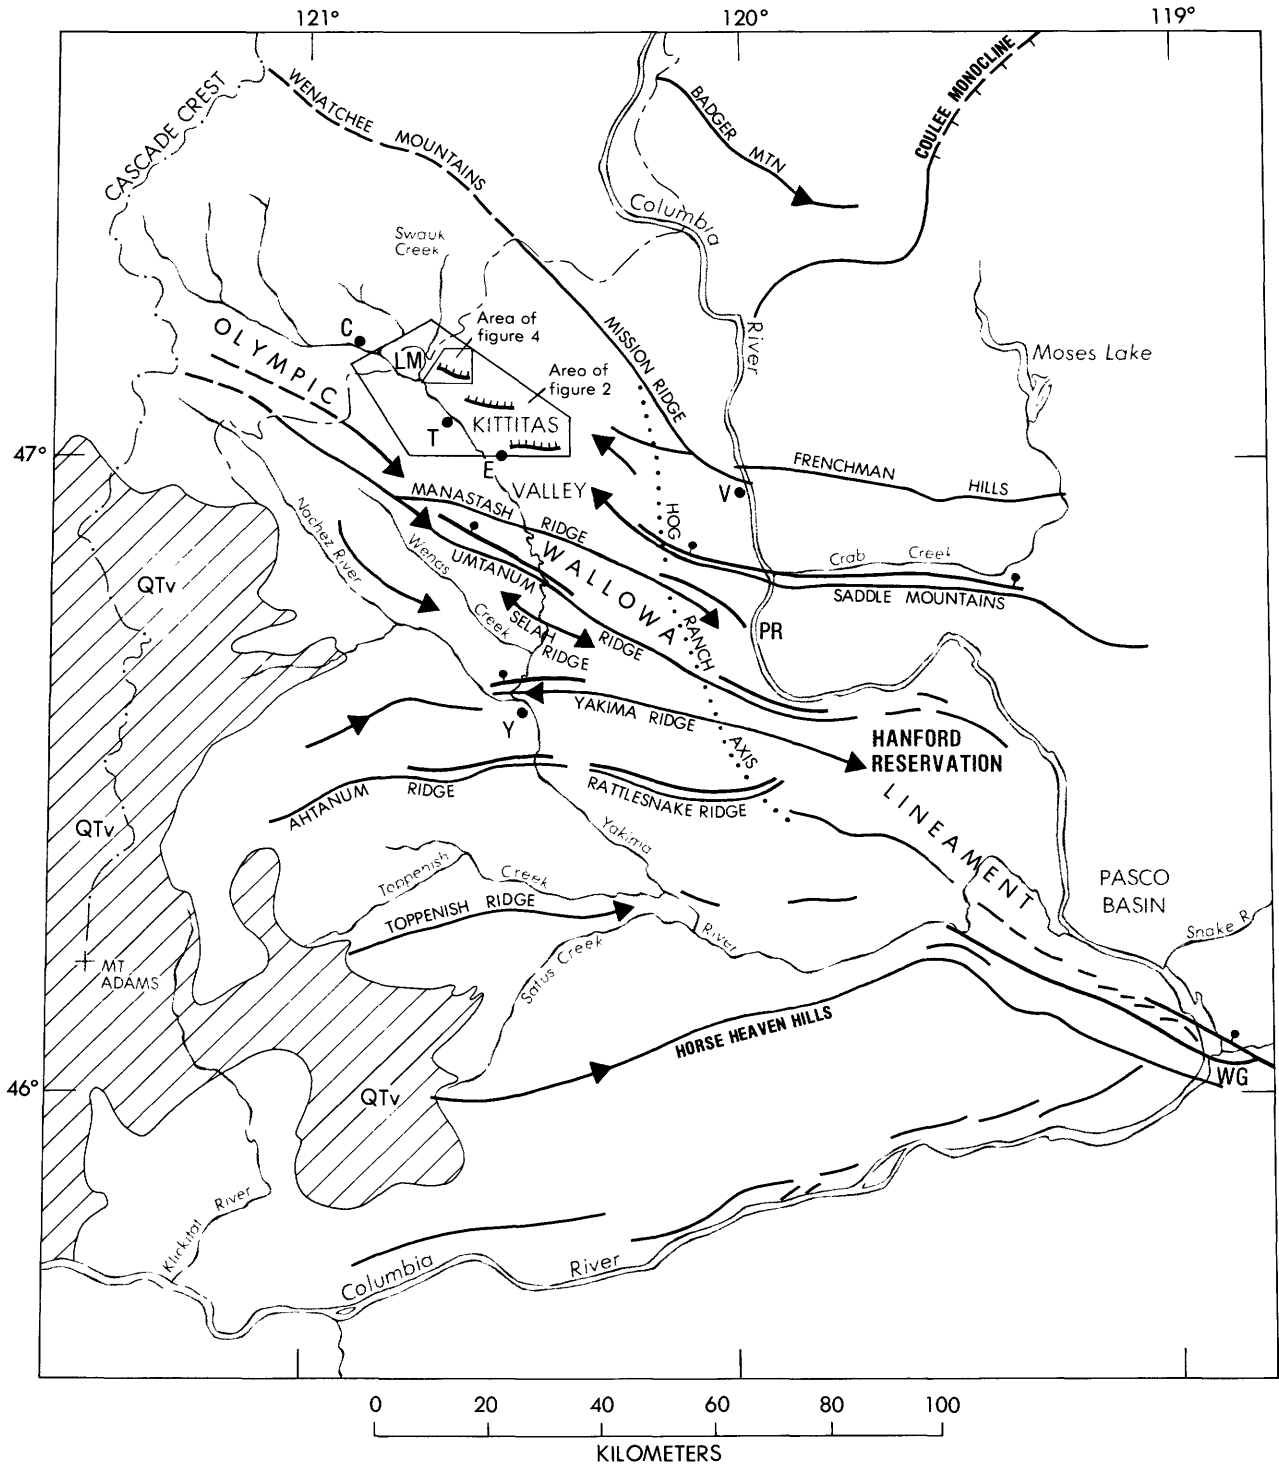 121°
120°
119°
CASCADE CREST
WENATCHEE MOUNTAINS
BADGER MTN
COULEE MONOCLINE
Columbia
River
Swauk
Creek
Area of
figure 4
Area of
figure 2
MISSION RIDGE
Moses Lake
C
LM
OLYMPIC
T
KITTITAS
E
VALLEY
47°
FRENCHMAN HILLS
V
HOG
RANCH
AXIS
MANASTASH RIDGE
Naches River
Wenas
Creek
UMTANUM
RIDGE
WALLOWA
Crab Creek
SADDLE MOUNTAINS
QTv
SELAH
RIDGE
PR
YAKIMA RIDGE
Y
HANFORD
RESERVATION
AHTANUM RIDGE
RATTLESNAKE RIDGE
LINEAMENT
QTv
Yakima
River
Toppenish Creek
TOPPENISH RIDGE
PASCO
BASIN
Snake R
Satus Creek
MT
ADAMS
HORSE HEAVEN HILLS
46°
QTv
WG
Klickitat River
Columbia River
0 20 40 60 80 100
KILOMETERS